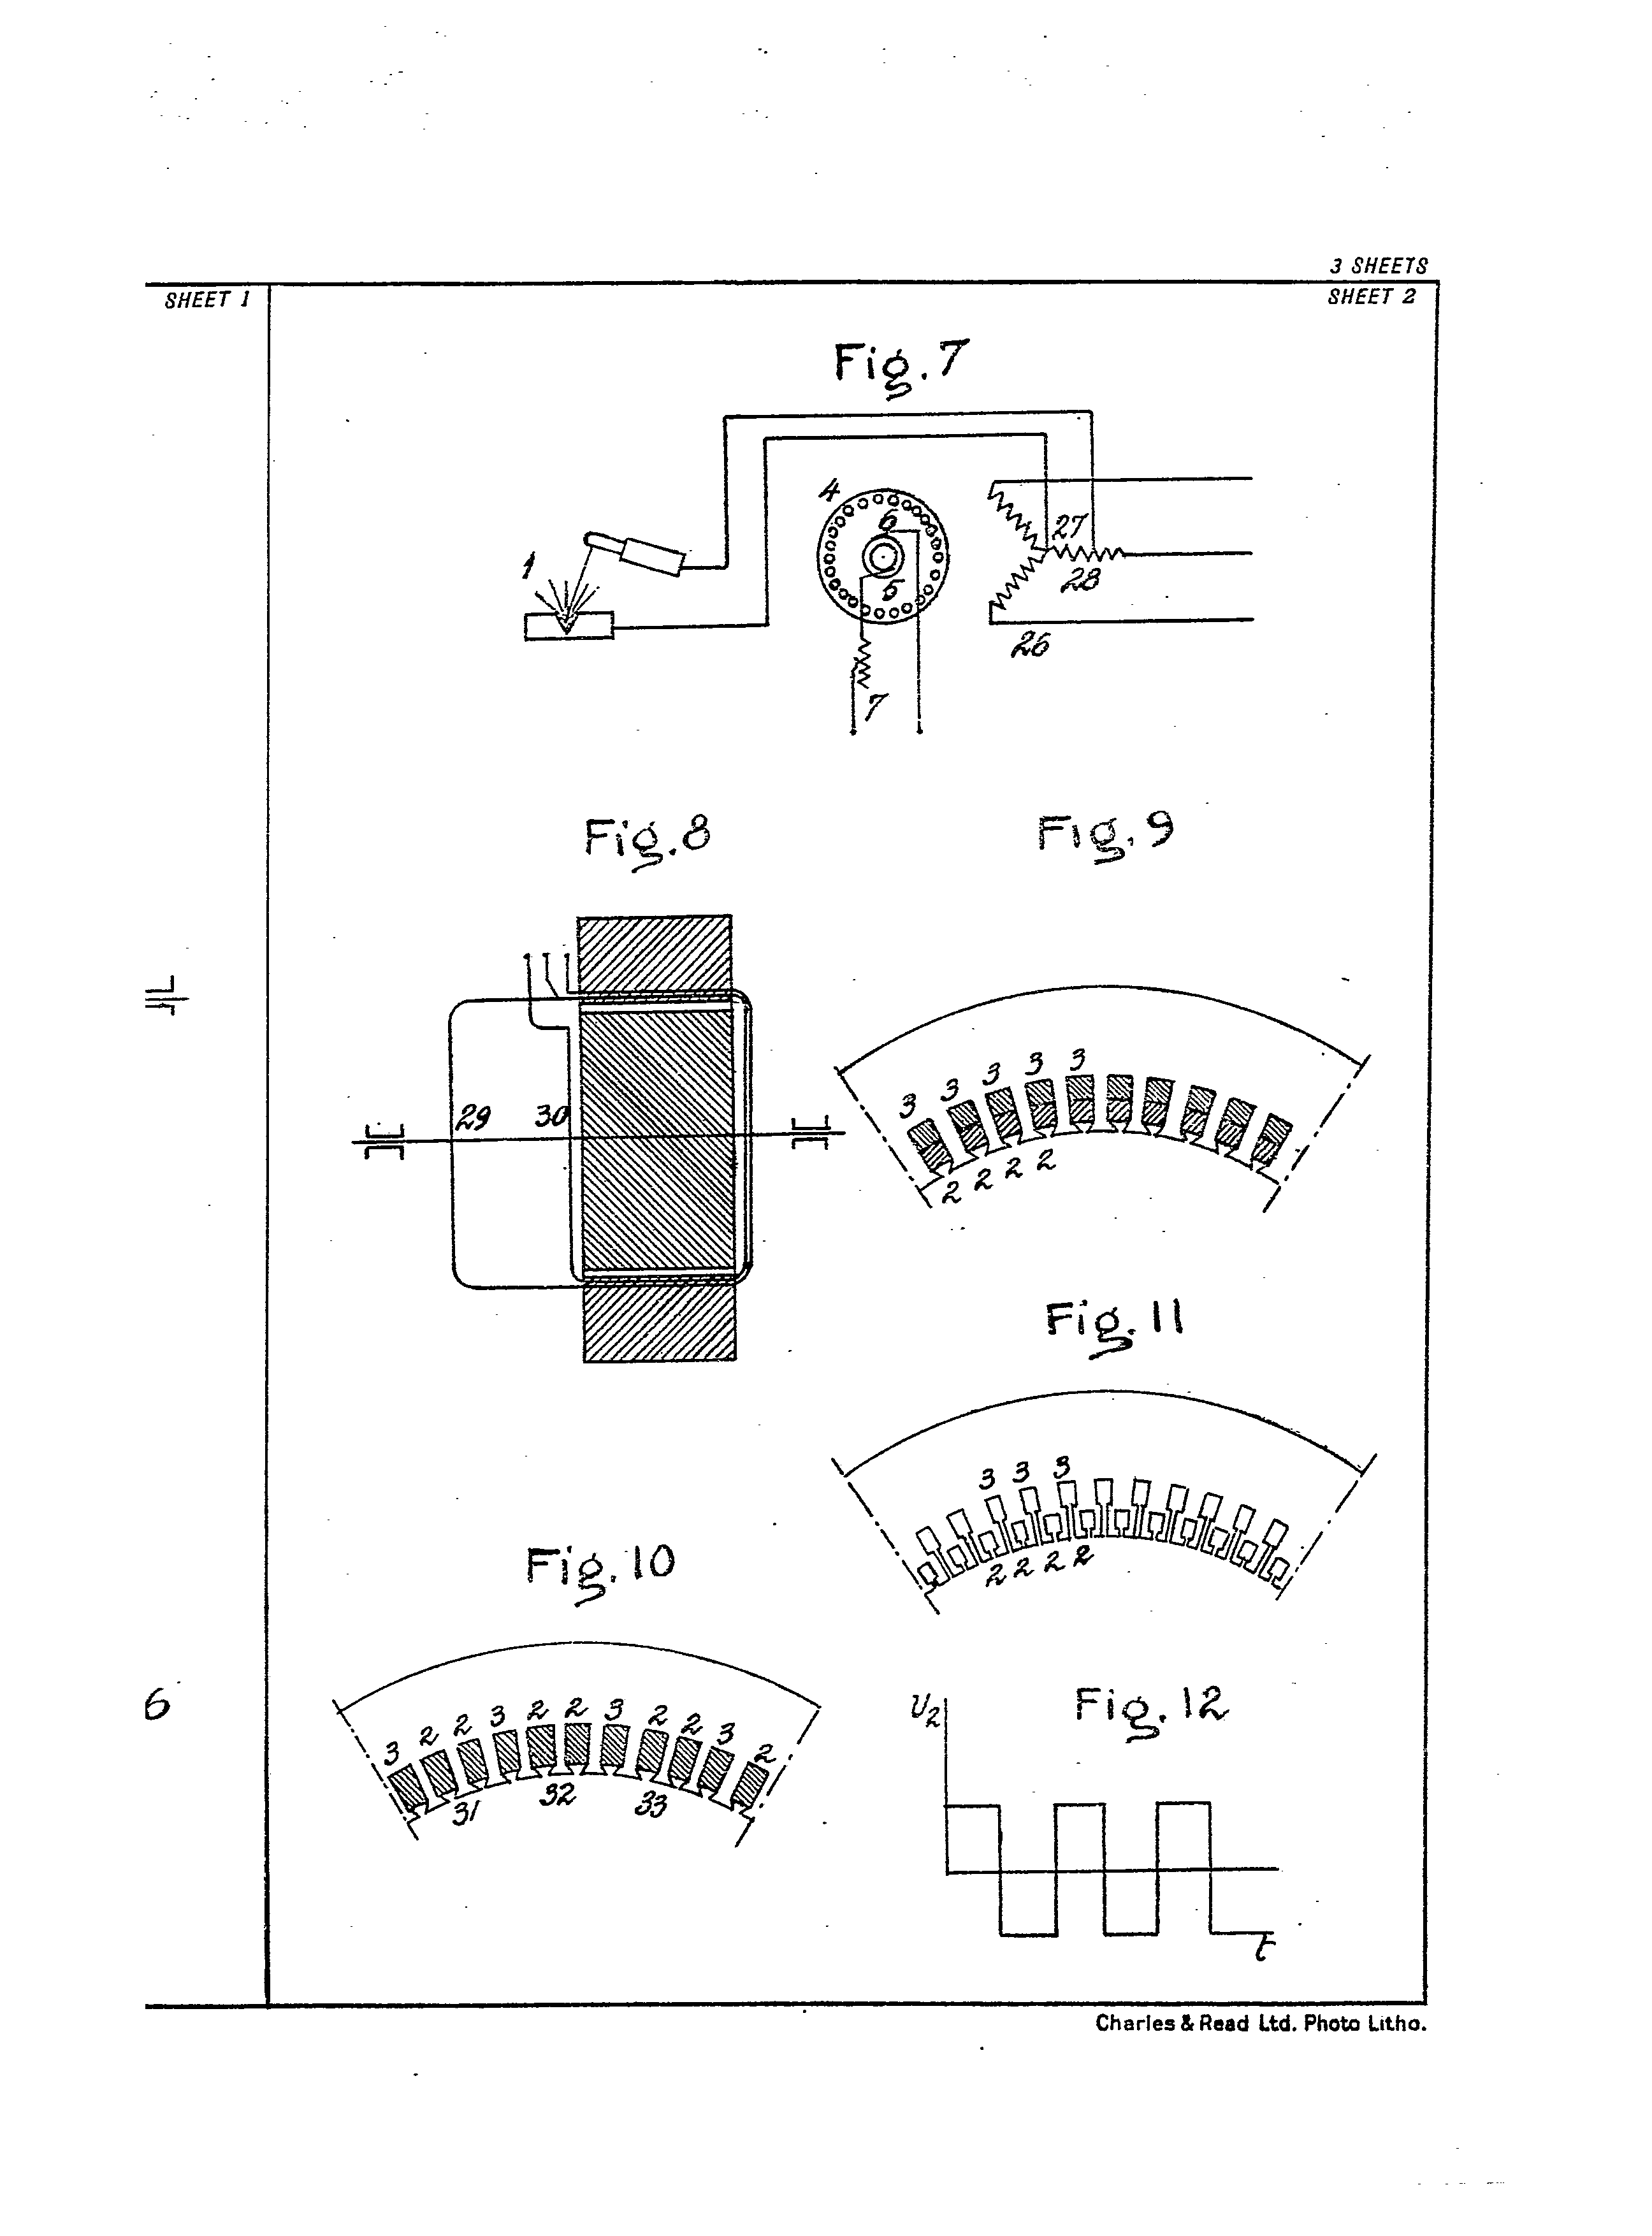 3 SHEETS
SHEET 1
SHEET 2
Fig. 7
4
6
1
27
5
28
26
7
Fig. 8
Fig. 9
29 30
3 3 3 3 3
2 2 2 2
Fig. 11
3 3 3
2 2 2 2
Fig. 10
6
3 2 2 3 2 2 3 2 2 3 2
31 32 33
U2
Fig. 12
t
Charles & Read Ltd. Photo Litho.